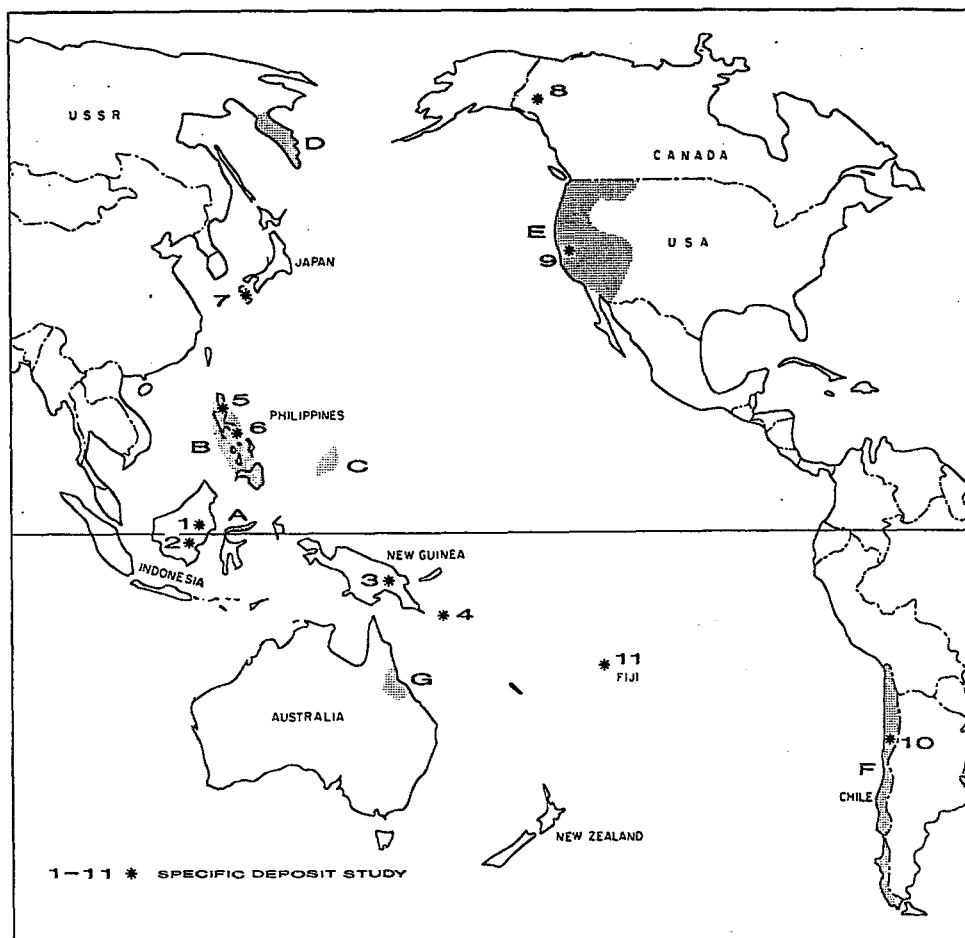 8
USSR
D
CANADA
E
USA
9
JAPAN
7
5
PHILIPPINES
6
B
C
1
A
2
NEW GUINEA
INDONESIA
3
4
11
G
FIJI
AUSTRALIA
10
F
CHILE
NEW ZEALAND
1-11 * SPECIFIC DEPOSIT STUDY